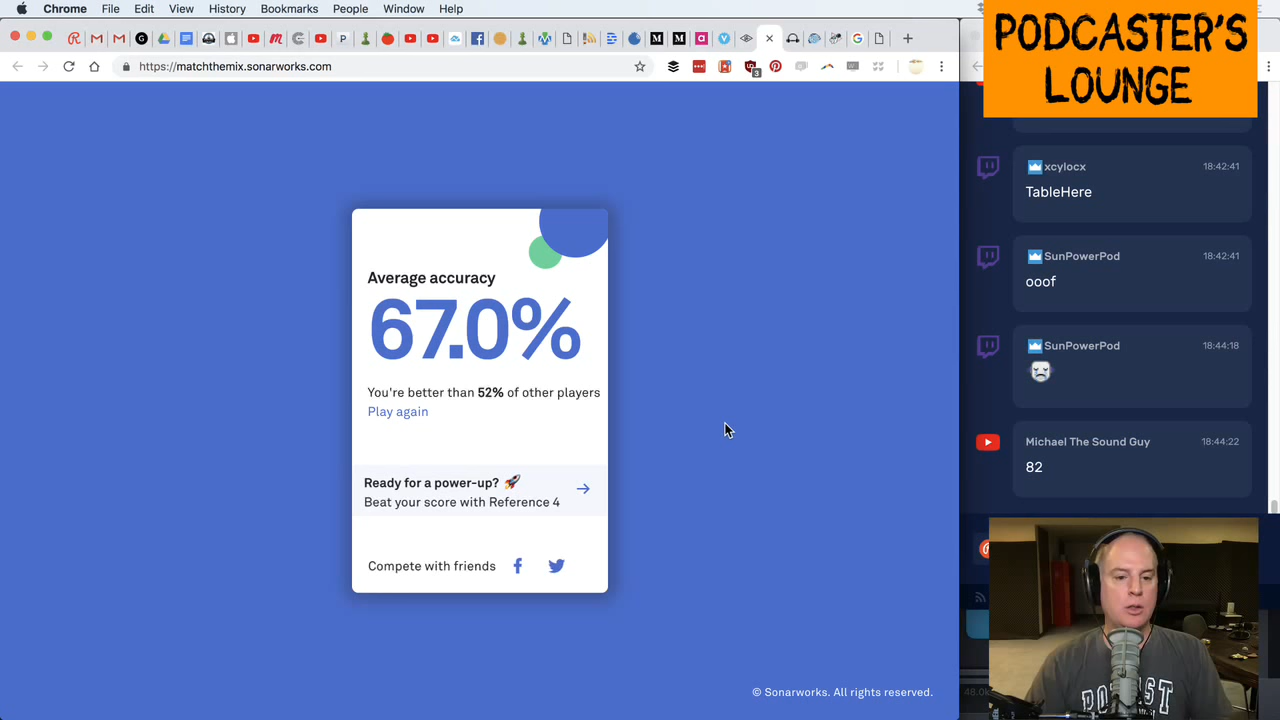 Chrome File Edit View History Bookmarks People Window Help
PODCASTER'S
LOUNGE
https://matchthemix.sonarworks.com
3
Average accuracy
67.0%
You're better than 52% of other players
Play again
Ready for a power-up? 🚀
Beat your score with Reference 4
Compete with friends
© Sonarworks. All rights reserved.
xcylocx 18:42:41
TableHere
SunPowerPod 18:42:41
ooof
SunPowerPod 18:44:18
Michael The Sound Guy 18:44:22
82
48.0k